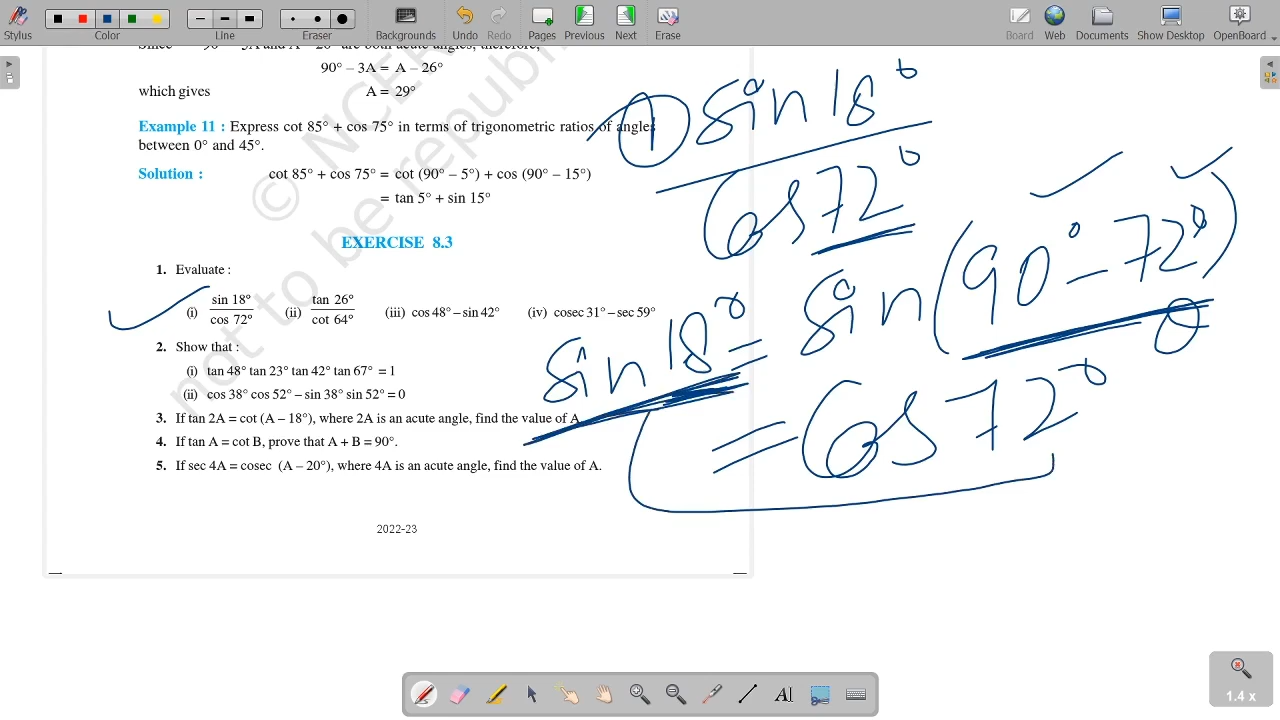 Stylus
Color
Line
Eraser
Backgrounds
Undo
Redo
Pages
Previous
Next
Erase
Board
Web
Documents
Show Desktop
OpenBoard
90° – 3A = A – 26°
which gives A = 29°
Example 11 : Express cot 85° + cos 75° in terms of trigonometric ratios of angles
between 0° and 45°.
Solution : cot 85° + cos 75° = cot (90° – 5°) + cos (90° – 15°)
= tan 5° + sin 15°
EXERCISE 8.3
1. Evaluate :
(i) sin 18° / cos 72° (ii) tan 26° / cot 64° (iii) cos 48° – sin 42° (iv) cosec 31° – sec 59°
2. Show that :
(i) tan 48° tan 23° tan 42° tan 67° = 1
(ii) cos 38° cos 52° – sin 38° sin 52° = 0
3. If tan 2A = cot (A – 18°), where 2A is an acute angle, find the value of A.
4. If tan A = cot B, prove that A + B = 90°.
5. If sec 4A = cosec (A – 20°), where 4A is an acute angle, find the value of A.
2022-23
© NCER
not to be republi
① sin 18°
cos 72°
sin 18° = sin (90° – 72°)
θ
= cos 72°
1.4 x